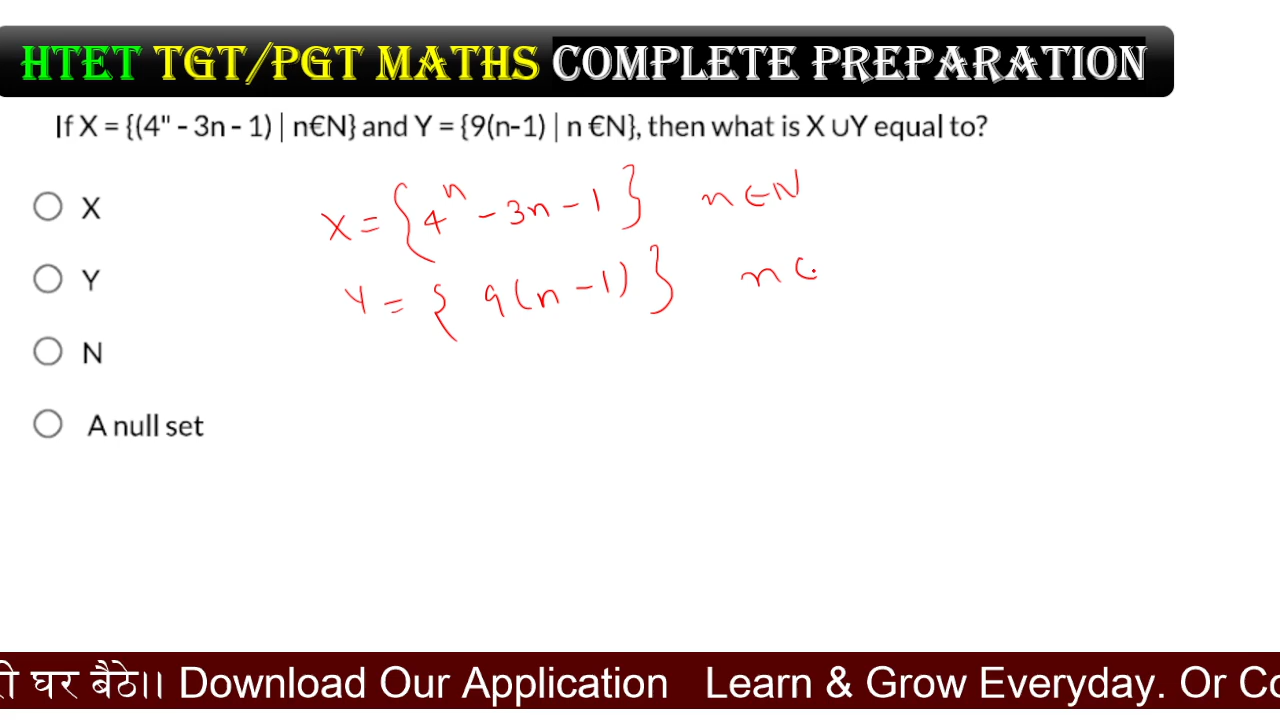 HTET TGT/PGT MATHS COMPLETE PREPARATION
If X = {(4" - 3n - 1) | n€N} and Y = {9(n-1) | n €N}, then what is X ∪Y equal to?
X
X = {4ⁿ - 3n - 1} n ∈ N
Y
Y = { 9(n - 1)} n
N
A null set
घर बैठे।। Download Our Application Learn & Grow Everyday. Or